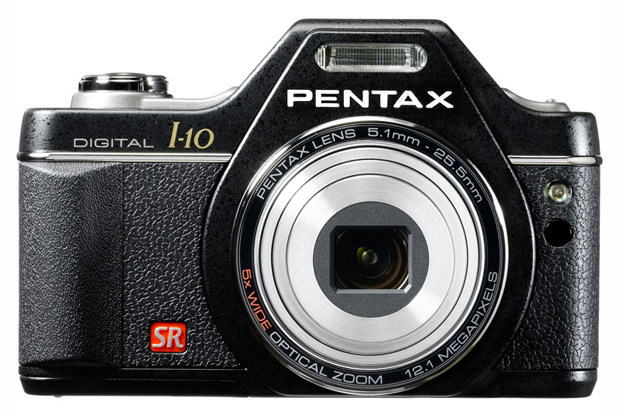 PENTAX
DIGITAL I-10
PENTAX LENS 5.1mm - 25.5mm
5x WIDE OPTICAL ZOOM 12.1 MEGAPIXELS
SR